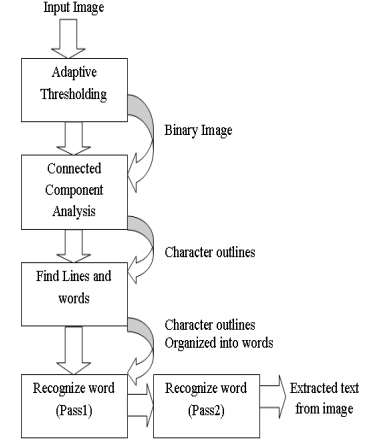 Input Image
Adaptive
Thresholding
Binary Image
Connected
Component
Analysis
Character outlines
Find Lines and
words
Character outlines
Organized into words
Recognize word
(Pass1)
Recognize word
(Pass2)
Extracted text
from image